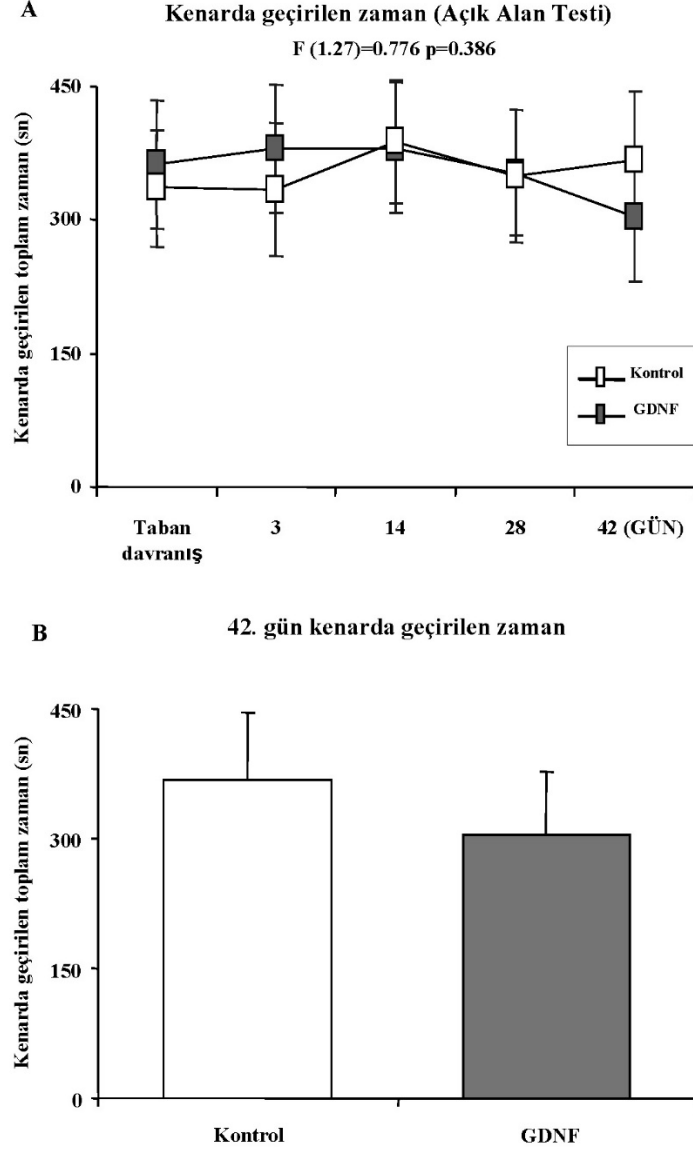 A
Kenarda geçirilen zaman (Açık Alan Testi)
F (1.27)=0.776 p=0.386
Kenarda geçirilen toplam zaman (sn)
450
300
150
0
Kontrol
GDNF
Taban davranış
3
14
28
42 (GÜN)
B
42. gün kenarda geçirilen zaman
Kenarda geçirilen toplam zaman (sn)
450
300
150
0
Kontrol
GDNF